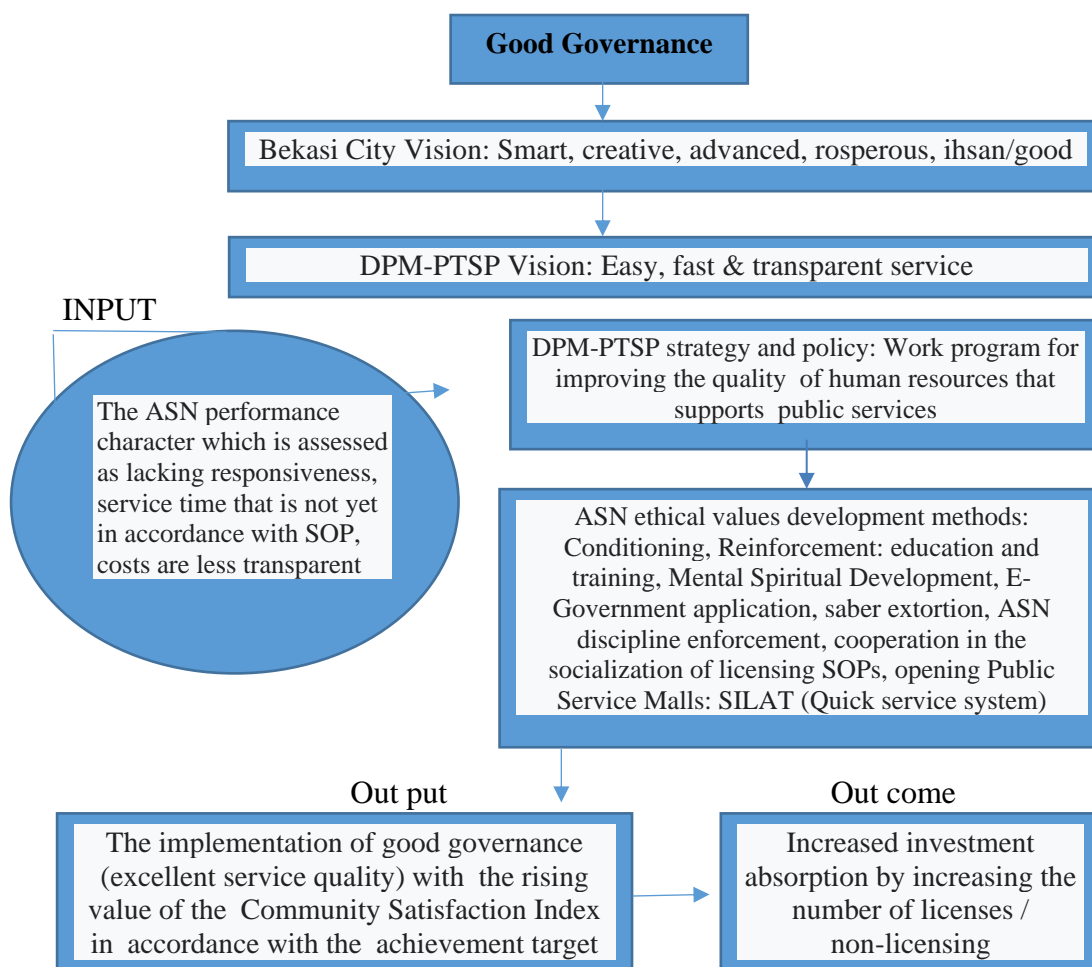 Good Governance
Bekasi City Vision: Smart, creative, advanced, rosperous, ihsan/good
DPM-PTSP Vision: Easy, fast & transparent service
INPUT
The ASN performance
character which is assessed
as lacking responsiveness,
service time that is not yet
in accordance with SOP,
costs are less transparent
DPM-PTSP strategy and policy: Work program for
improving the quality of human resources that
supports public services
ASN ethical values development methods:
Conditioning, Reinforcement: education and
training, Mental Spiritual Development, E-
Government application, saber extortion, ASN
discipline enforcement, cooperation in the
socialization of licensing SOPs, opening Public
Service Malls: SILAT (Quick service system)
Out put
The implementation of good governance
(excellent service quality) with the rising
value of the Community Satisfaction Index
in accordance with the achievement target
Out come
Increased investment
absorption by increasing the
number of licenses /
non-licensing